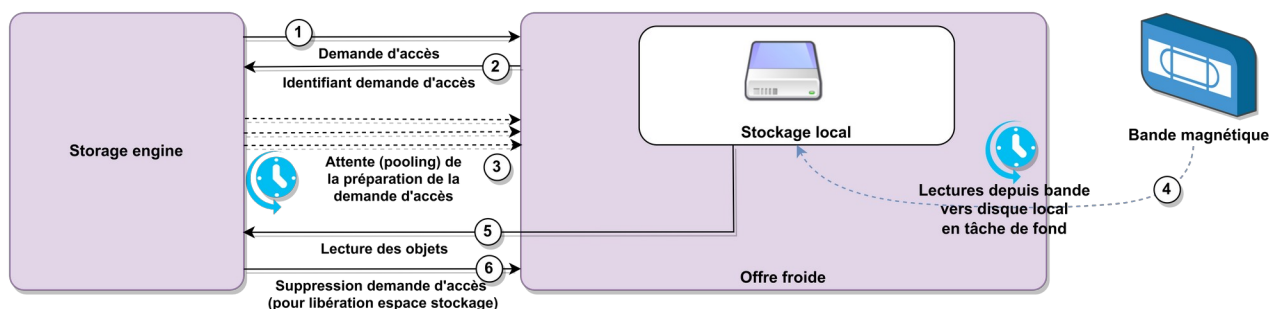 1
Demande d'accès
2
Identifiant demande d'accès
Storage engine
Attente (pooling) de
la préparation de la
demande d'accès
3
Stockage local
Bande magnétique
Lectures depuis bande
vers disque local
en tâche de fond
4
5
Lecture des objets
6
Suppression demande d'accès
(pour libération espace stockage)
Offre froide